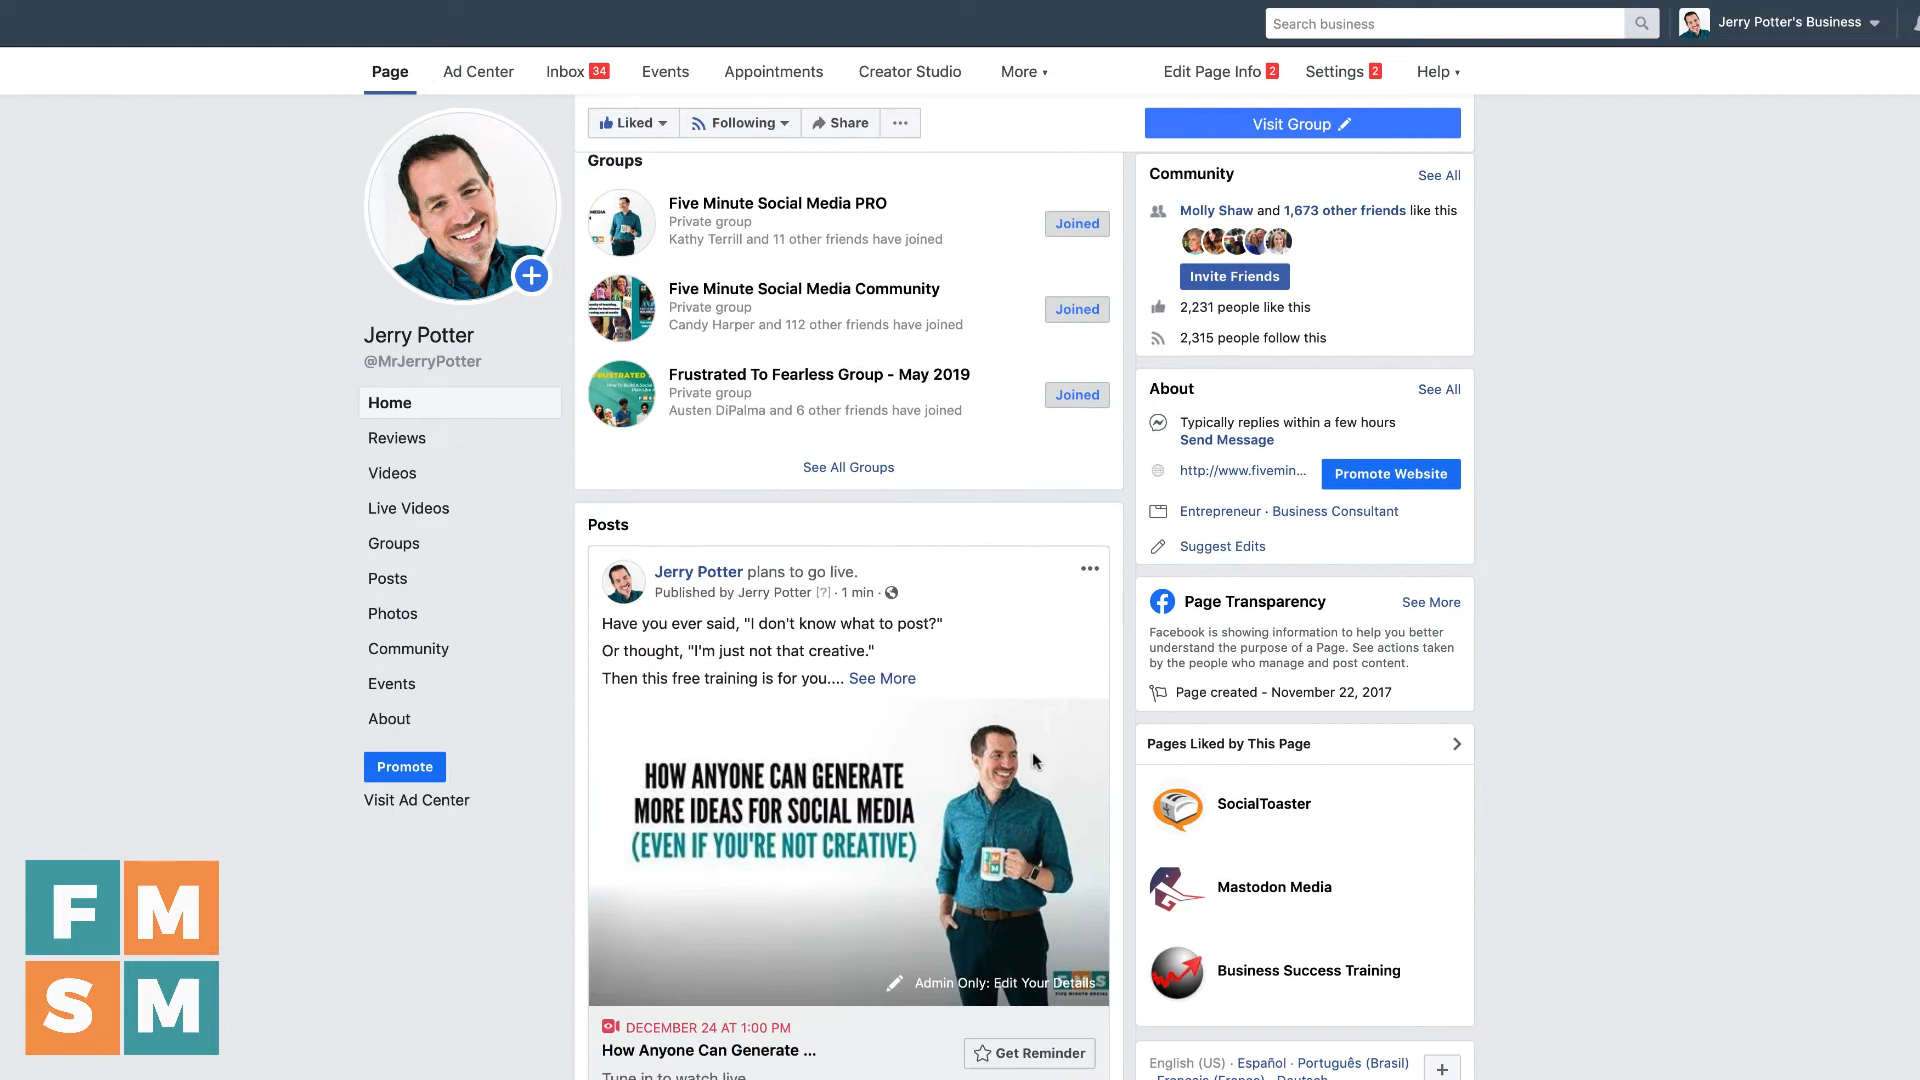 Search business
Jerry Potter's Business
Page
Ad Center
Inbox 34
Events
Appointments
Creator Studio
More
Edit Page Info 2
Settings 2
Help
Liked
Following
Share
Visit Group
Jerry Potter
@MrJerryPotter
Home
Reviews
Videos
Live Videos
Groups
Posts
Photos
Community
Events
About
Promote
Visit Ad Center
F M
S M
Groups
Five Minute Social Media PRO
Private group
Kathy Terrill and 11 other friends have joined
Joined
Five Minute Social Media Community
Private group
Candy Harper and 112 other friends have joined
Joined
Frustrated To Fearless Group - May 2019
Private group
Austen DiPalma and 6 other friends have joined
Joined
See All Groups
Posts
Jerry Potter plans to go live.
Published by Jerry Potter [?] · 1 min ·
Have you ever said, "I don't know what to post?"
Or thought, "I'm just not that creative."
Then this free training is for you.... See More
HOW ANYONE CAN GENERATE
MORE IDEAS FOR SOCIAL MEDIA
(EVEN IF YOU'RE NOT CREATIVE)
Admin Only: Edit Your Details
DECEMBER 24 AT 1:00 PM
How Anyone Can Generate ...
Get Reminder
Tune in to watch live
Community
See All
Molly Shaw and 1,673 other friends like this
Invite Friends
2,231 people like this
2,315 people follow this
About
See All
Typically replies within a few hours
Send Message
http://www.fivemin...
Promote Website
Entrepreneur · Business Consultant
Suggest Edits
Page Transparency
See More
Facebook is showing information to help you better
understand the purpose of a Page. See actions taken
by the people who manage and post content.
Page created - November 22, 2017
Pages Liked by This Page
SocialToaster
Mastodon Media
Business Success Training
English (US) · Español · Português (Brasil)
Français (France) · Deutsch